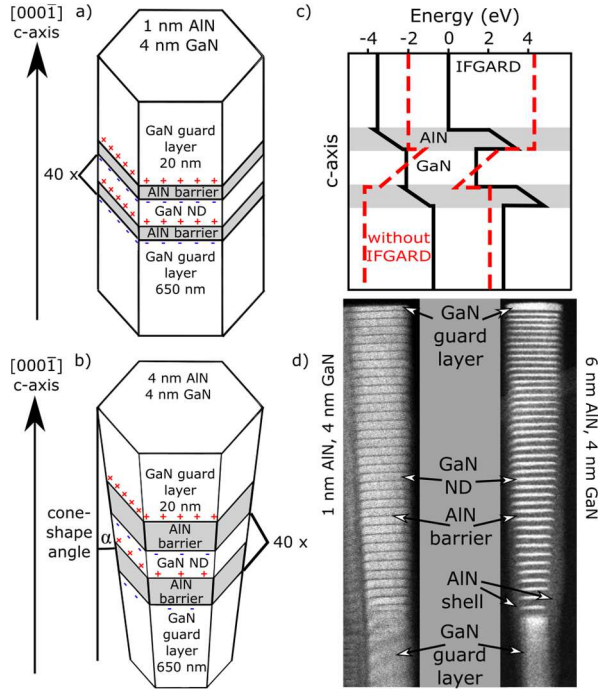 [0001̄]
c-axis
a)
1 nm AlN
4 nm GaN
GaN guard
layer
20 nm
+ + + +
AlN barrier
40 x
GaN ND
+ + + +
AlN barrier
GaN guard
layer
650 nm
[0001̄]
c-axis
b)
4 nm AlN
4 nm GaN
GaN guard
layer
20 nm
+ + + + +
AlN
barrier
cone-
shape
angle
α
40 x
GaN ND
+ + + +
AlN
barrier
GaN
guard
layer
650 nm
c)
Energy (eV)
-4 -2 0 2 4
IFGARD
AlN
GaN
c-axis
without
IFGARD
d)
1 nm AlN, 4 nm GaN
GaN
guard
layer
GaN
ND
AlN
barrier
AlN
shell
GaN
guard
layer
6 nm AlN, 4 nm GaN